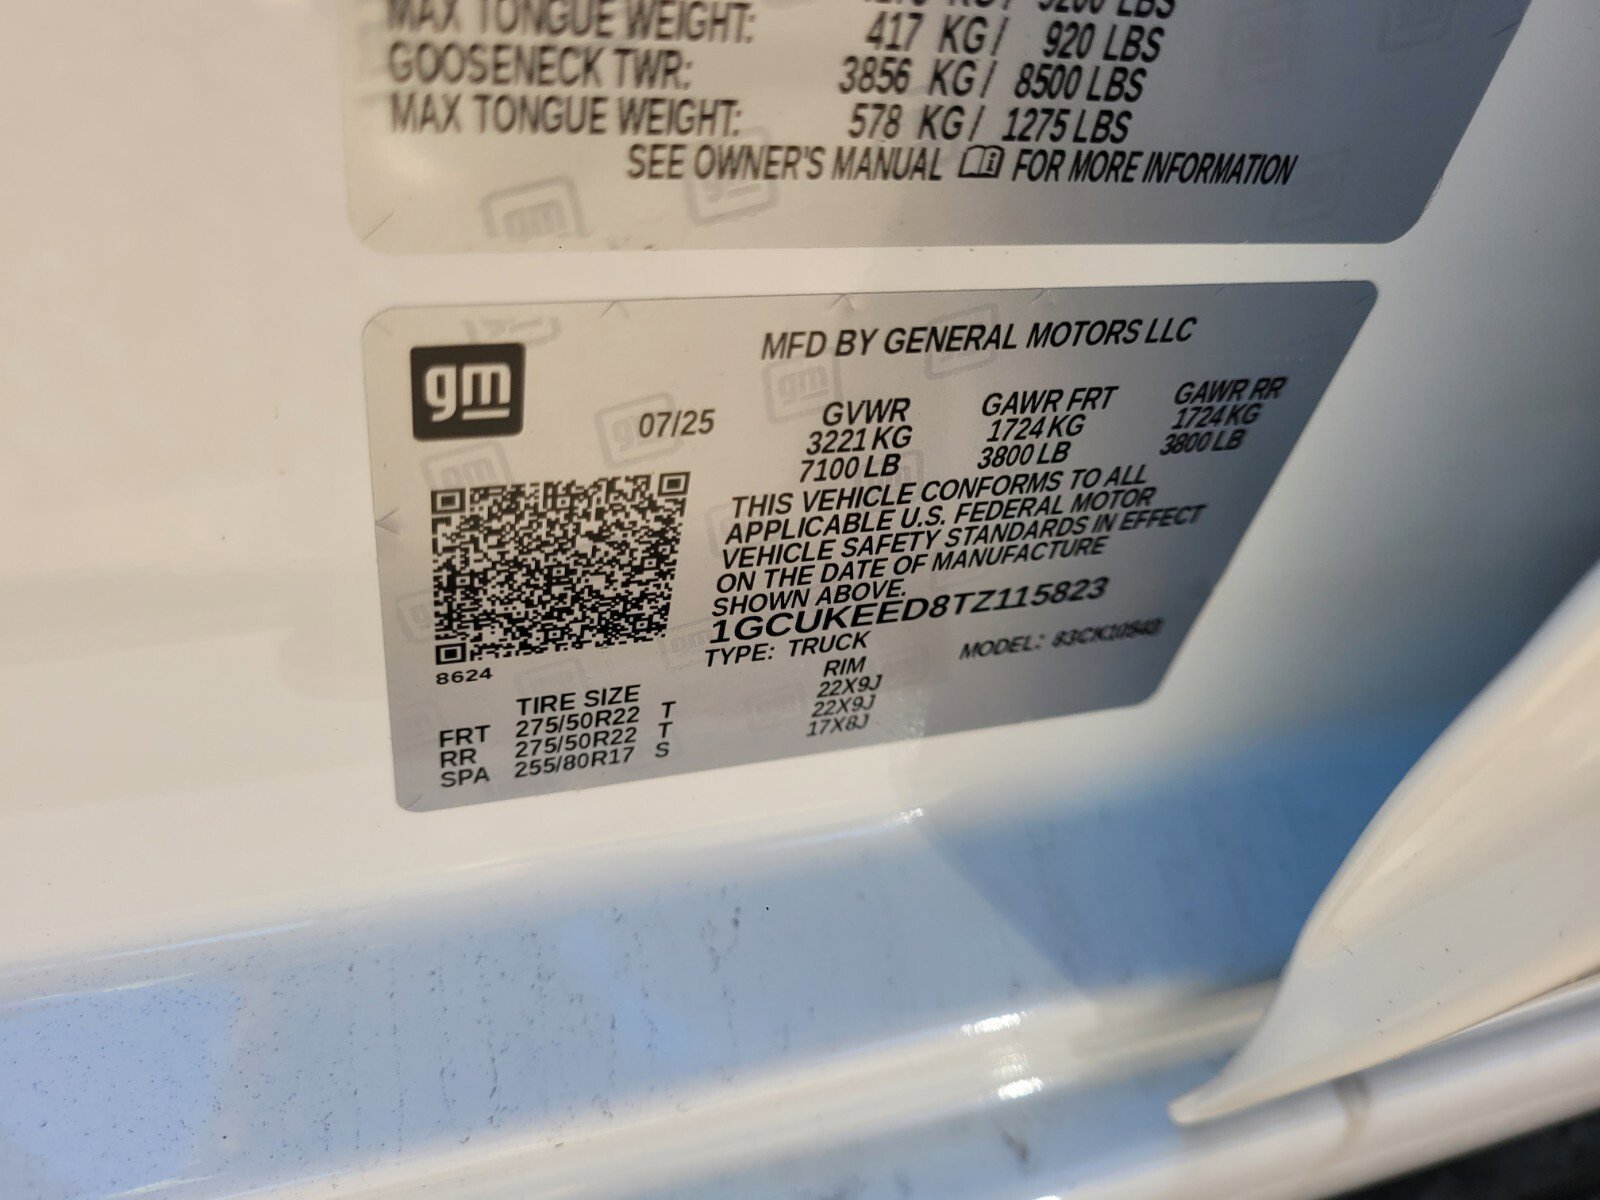 MAX TONGUE WEIGHT: 417 KG/ 920 LBS
GOOSENECK TWR: 3856 KG/ 8500 LBS
MAX TONGUE WEIGHT: 578 KG/ 1275 LBS
SEE OWNER'S MANUAL FOR MORE INFORMATION
gm
MFD BY GENERAL MOTORS LLC
07/25
GVWR GAWR FRT GAWR RR
3221 KG 1724 KG 1724 KG
7100 LB 3800 LB 3800 LB
THIS VEHICLE CONFORMS TO ALL
APPLICABLE U.S. FEDERAL MOTOR
VEHICLE SAFETY STANDARDS IN EFFECT
ON THE DATE OF MANUFACTURE
SHOWN ABOVE.
1GCUKEED8TZ115823
TYPE: TRUCK MODEL:
8624
TIRE SIZE RIM
FRT 275/50R22 T 22X9J
RR 275/50R22 T 22X9J
SPA 255/80R17 S 17X8J